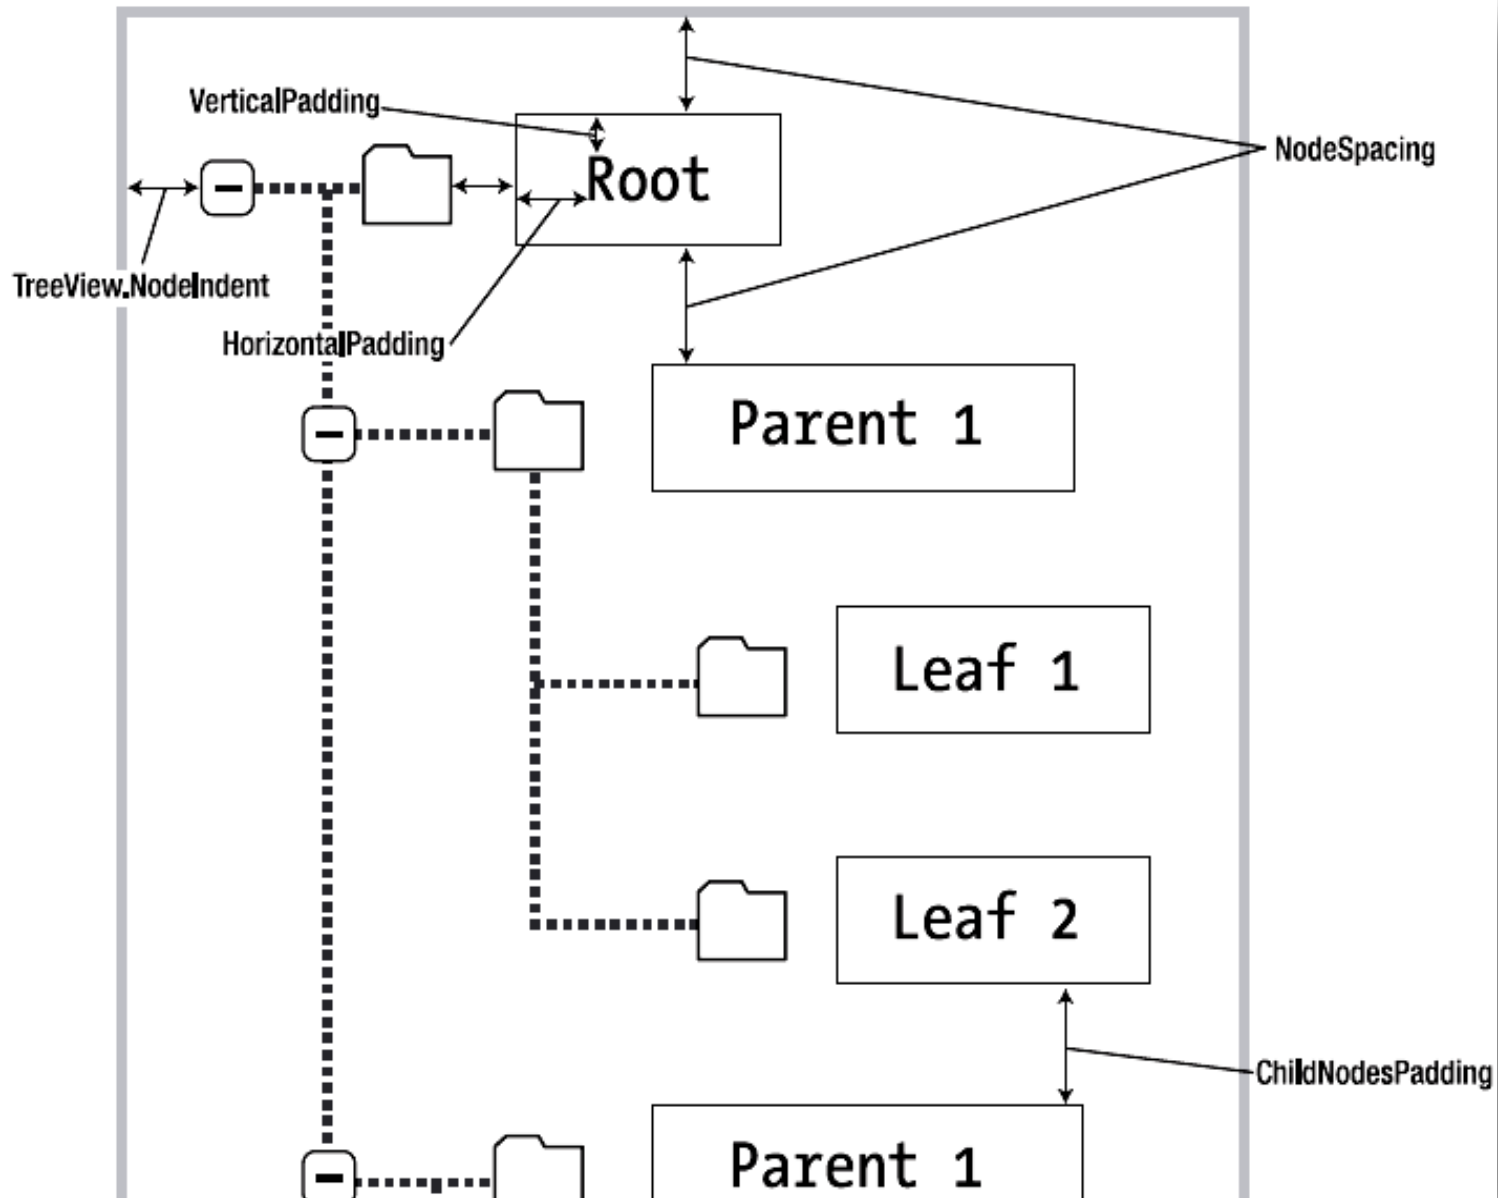 VerticalPadding
NodeSpacing
Root
TreeView.NodeIndent
HorizontalPadding
Parent 1
Leaf 1
Leaf 2
ChildNodesPadding
Parent 1